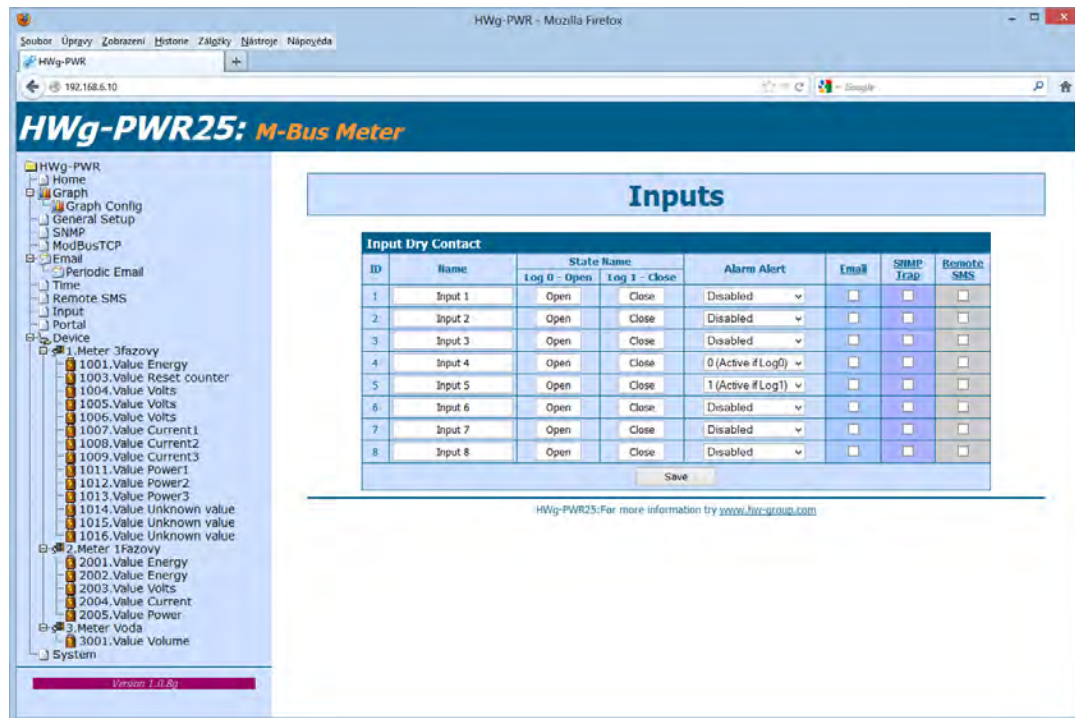 HWg-PWR - Mozilla Firefox
Soubor Úpravy Zobrazení Historie Záložky Nástroje Nápověda
HWg-PWR
192.168.6.10
Google
HWg-PWR25: M-Bus Meter
HWg-PWR
Home
Graph
Graph Config
General Setup
SNMP
ModBusTCP
Email
Periodic Email
Time
Remote SMS
Input
Portal
Device
1.Meter 3fazovy
1001.Value Energy
1003.Value Reset counter
1004.Value Volts
1005.Value Volts
1006.Value Volts
1007.Value Current1
1008.Value Current2
1009.Value Current3
1011.Value Power1
1012.Value Power2
1013.Value Power3
1014.Value Unknown value
1015.Value Unknown value
1016.Value Unknown value
2.Meter 1Fazovy
2001.Value Energy
2002.Value Energy
2003.Value Volts
2004.Value Current
2005.Value Power
3.Meter Voda
3001.Value Volume
System
Version 1.0.8g
Inputs
Input Dry Contact
ID Name State Name Alarm Alert Email SNMP Trap Remote SMS
Log 0 - Open Log 1 - Close
1 Input 1 Open Close Disabled
2 Input 2 Open Close Disabled
3 Input 3 Open Close Disabled
4 Input 4 Open Close 0 (Active if Log0)
5 Input 5 Open Close 1 (Active if Log1)
6 Input 6 Open Close Disabled
7 Input 7 Open Close Disabled
8 Input 8 Open Close Disabled
Save
HWg-PWR25:For more information try www.hw-group.com